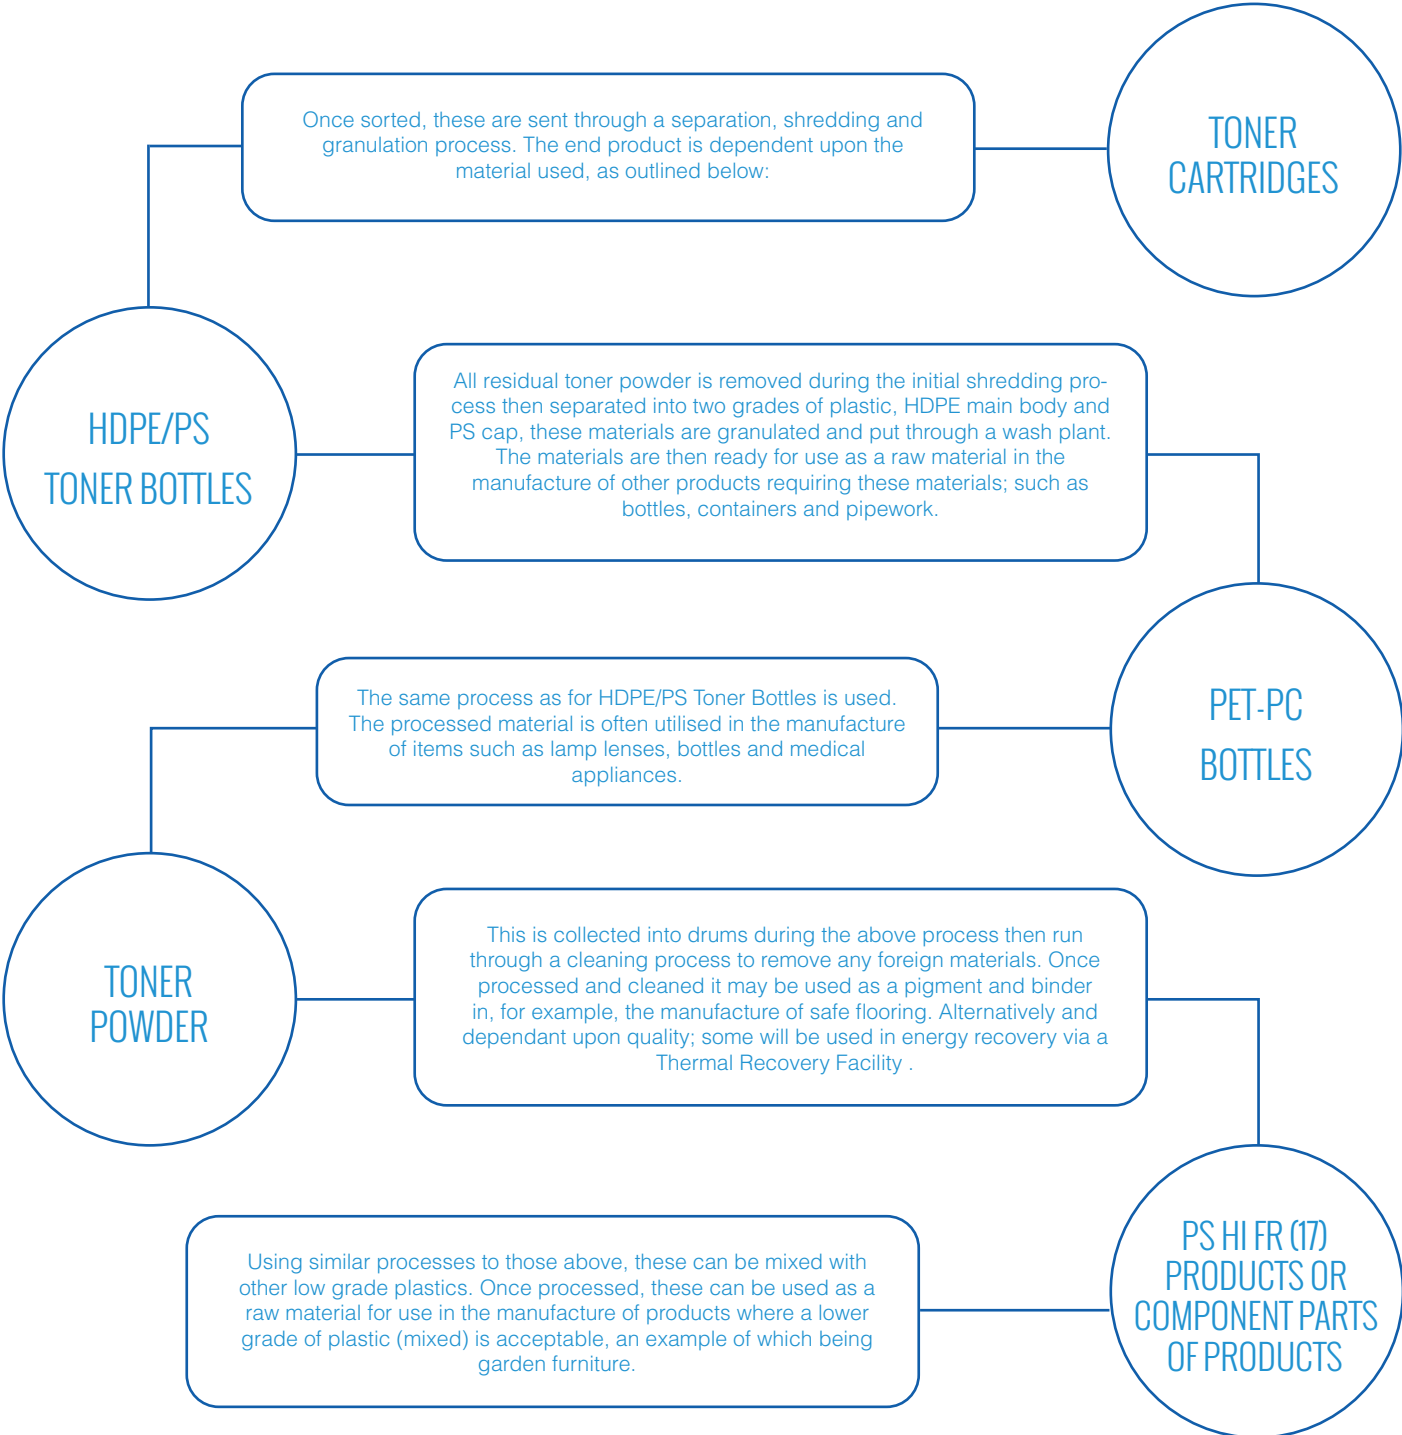 TONER
CARTRIDGES
Once sorted, these are sent through a separation, shredding and
granulation process. The end product is dependent upon the
material used, as outlined below:
HDPE/PS
TONER BOTTLES
All residual toner powder is removed during the initial shredding pro-
cess then separated into two grades of plastic, HDPE main body and
PS cap, these materials are granulated and put through a wash plant.
The materials are then ready for use as a raw material in the
manufacture of other products requiring these materials; such as
bottles, containers and pipework.
PET-PC
BOTTLES
The same process as for HDPE/PS Toner Bottles is used.
The processed material is often utilised in the manufacture
of items such as lamp lenses, bottles and medical
appliances.
TONER
POWDER
This is collected into drums during the above process then run
through a cleaning process to remove any foreign materials. Once
processed and cleaned it may be used as a pigment and binder
in, for example, the manufacture of safe flooring. Alternatively and
dependant upon quality; some will be used in energy recovery via a
Thermal Recovery Facility .
PS HI FR (17)
PRODUCTS OR
COMPONENT PARTS
OF PRODUCTS
Using similar processes to those above, these can be mixed with
other low grade plastics. Once processed, these can be used as a
raw material for use in the manufacture of products where a lower
grade of plastic (mixed) is acceptable, an example of which being
garden furniture.